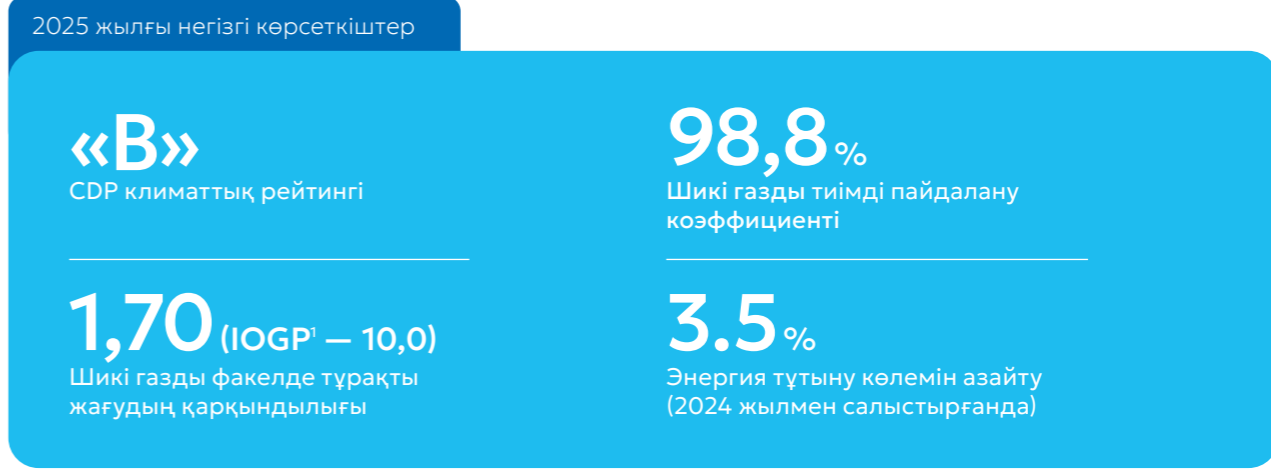 2025 жылғы негізгі көрсеткіштер
«В»
CDP климаттық рейтингі
98,8 %
Шикі газды тиімді пайдалану
коэффициенті
1,70 (IOGP¹ — 10,0)
Шикі газды факелде тұрақты
жағудың қарқындылығы
3.5 %
Энергия тұтыну көлемін азайту
(2024 жылмен салыстырғанда)